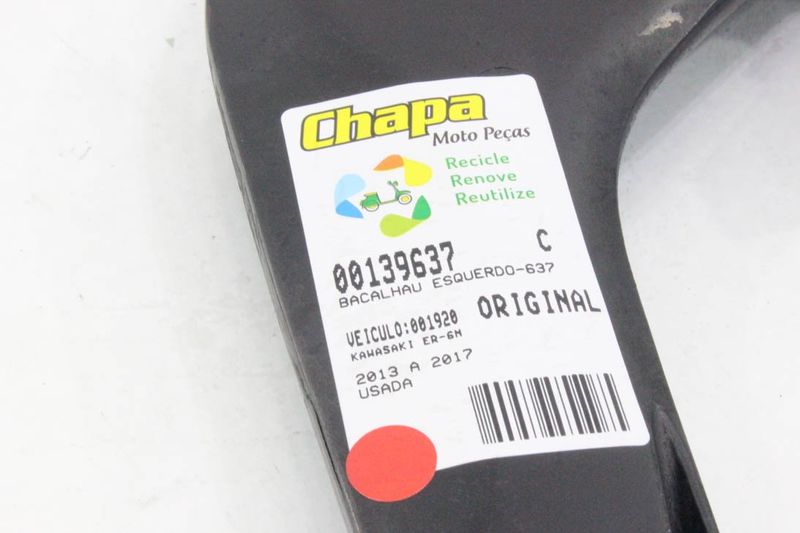 Chapa
Moto Peças
Recicle
Renove
Reutilize
00139637 C
BACALHAU ESQUERDO-637
ORIGINAL
VEICULO:001920
KAWASAKI ER-6N
2013 A 2017
USADA